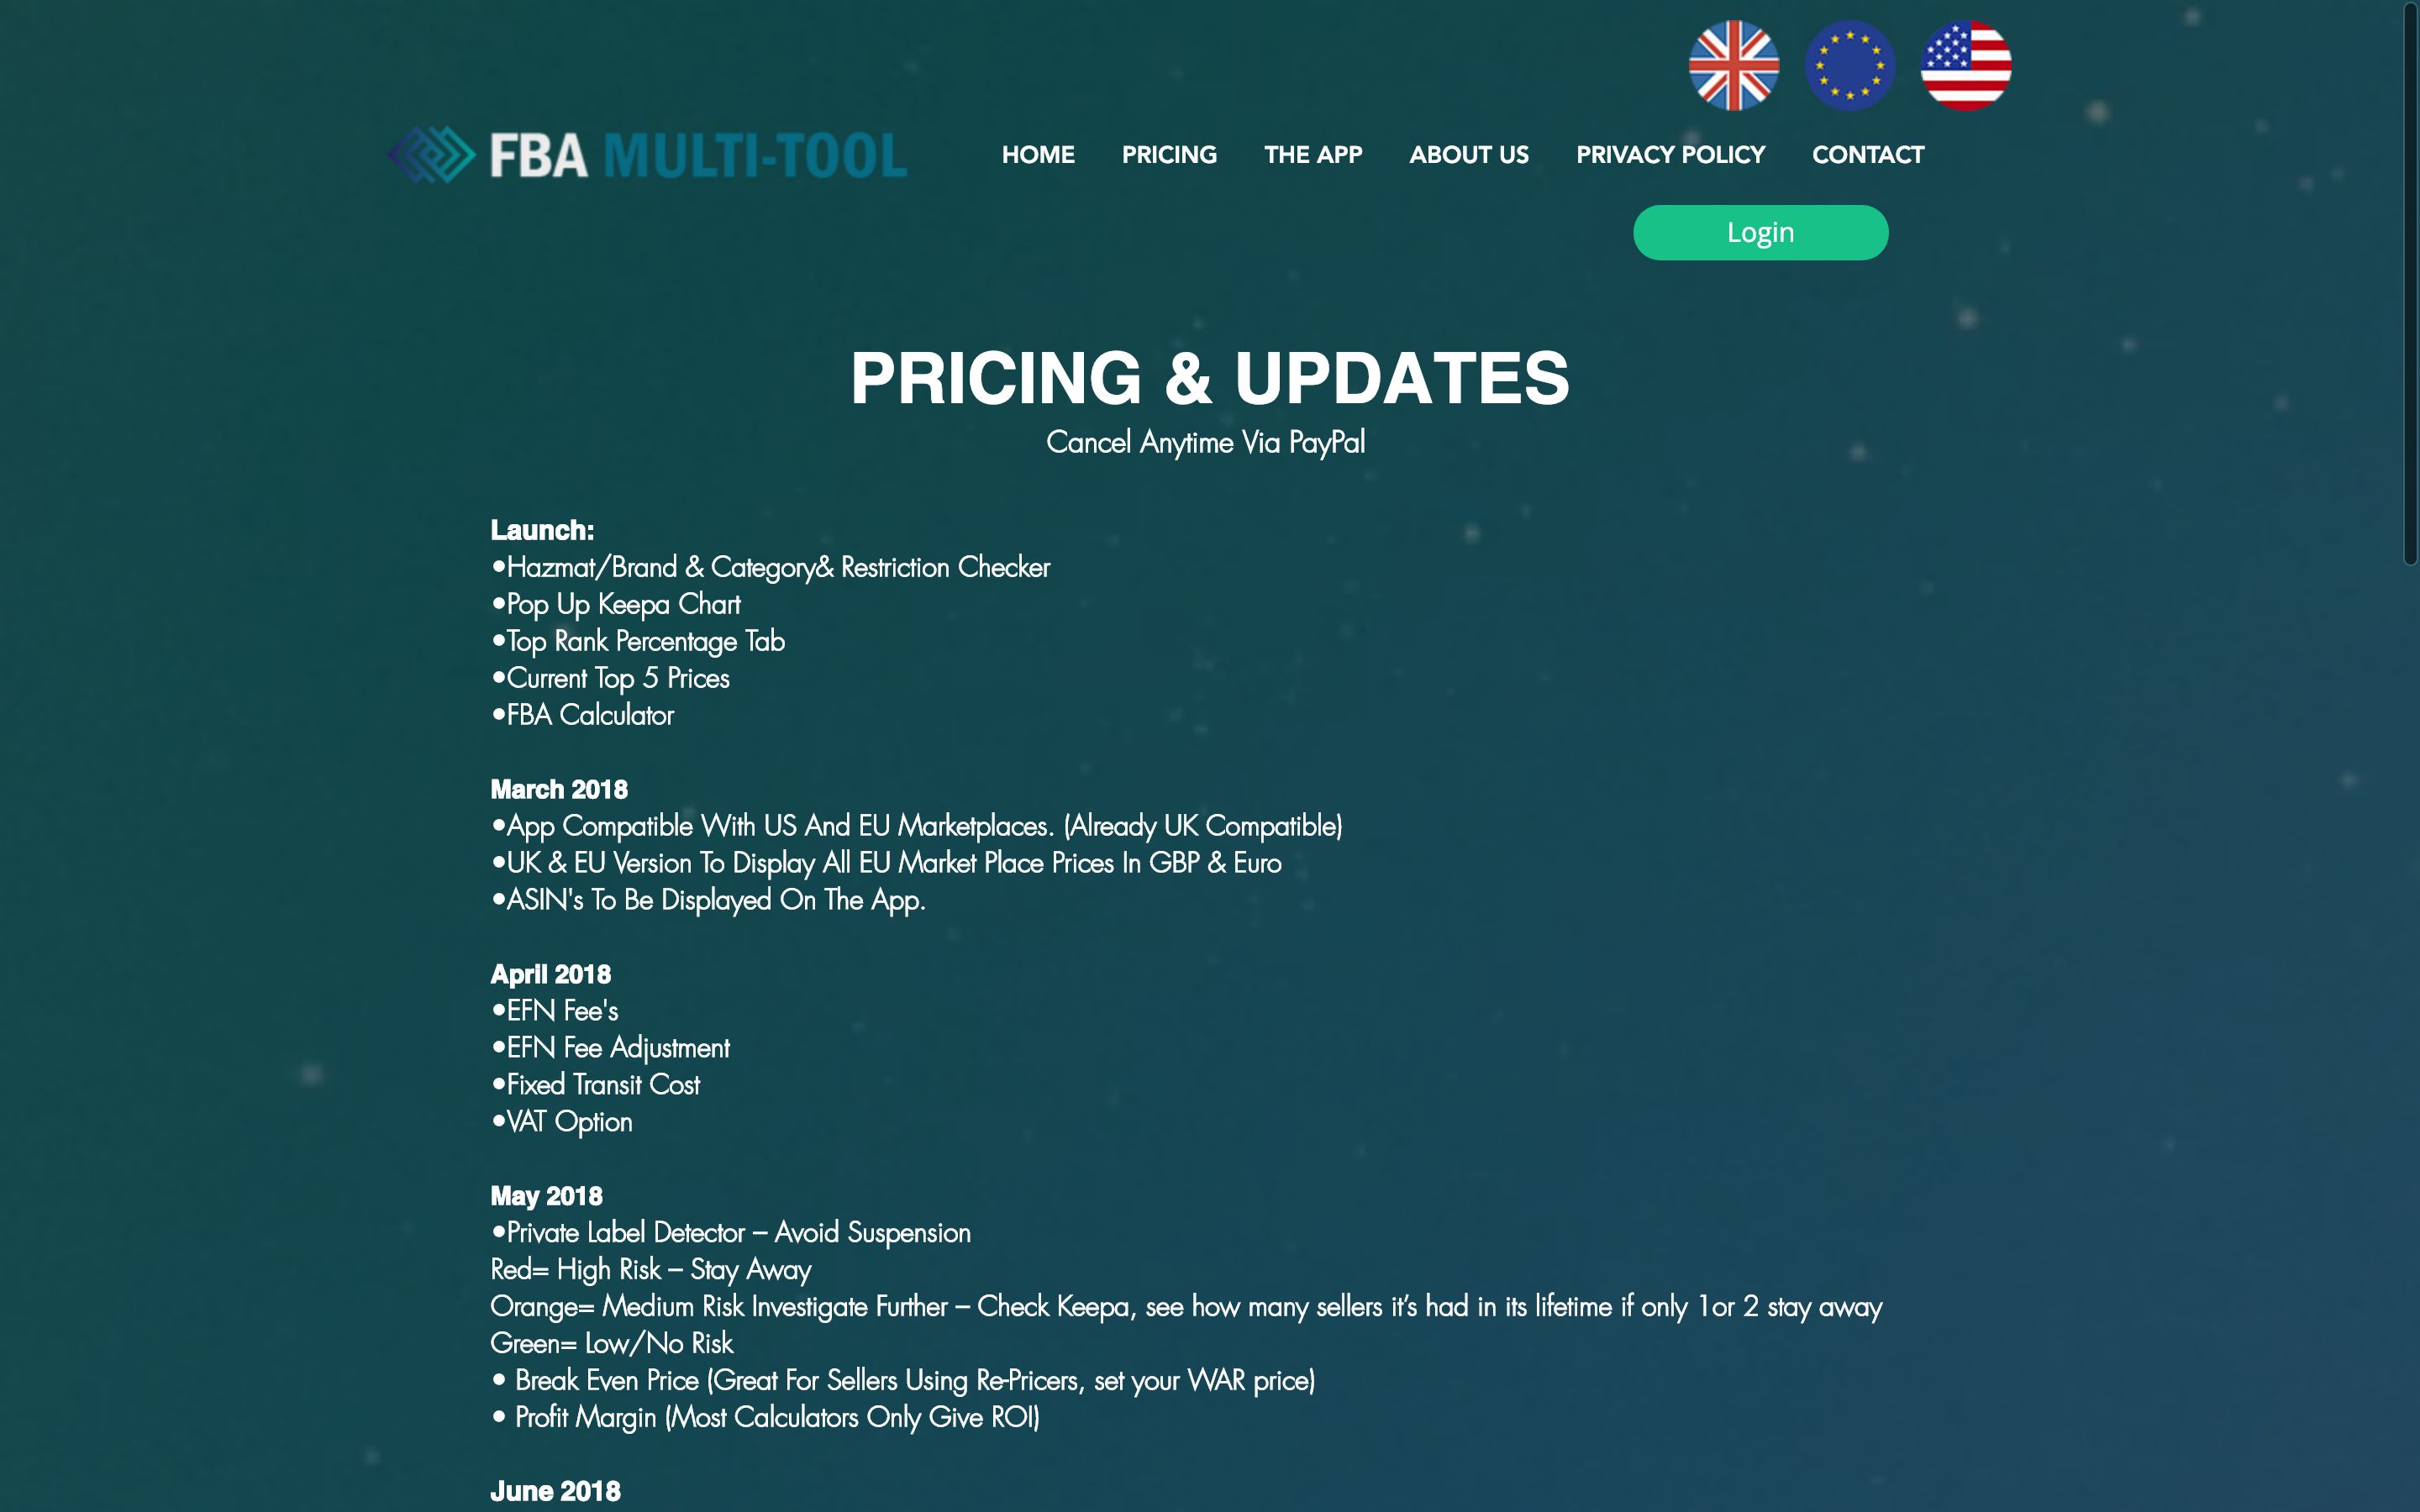 FBA MULTI-TOOL
HOME PRICING THE APP ABOUT US PRIVACY POLICY CONTACT
Login
PRICING & UPDATES
Cancel Anytime Via PayPal
Launch:
•Hazmat/Brand & Category& Restriction Checker
•Pop Up Keepa Chart
•Top Rank Percentage Tab
•Current Top 5 Prices
•FBA Calculator
March 2018
•App Compatible With US And EU Marketplaces. (Already UK Compatible)
•UK & EU Version To Display All EU Market Place Prices In GBP & Euro
•ASIN's To Be Displayed On The App.
April 2018
•EFN Fee's
•EFN Fee Adjustment
•Fixed Transit Cost
•VAT Option
May 2018
•Private Label Detector – Avoid Suspension
Red= High Risk – Stay Away
Orange= Medium Risk Investigate Further – Check Keepa, see how many sellers it’s had in its lifetime if only 1or 2 stay away
Green= Low/No Risk
• Break Even Price (Great For Sellers Using Re-Pricers, set your WAR price)
• Profit Margin (Most Calculators Only Give ROI)
June 2018